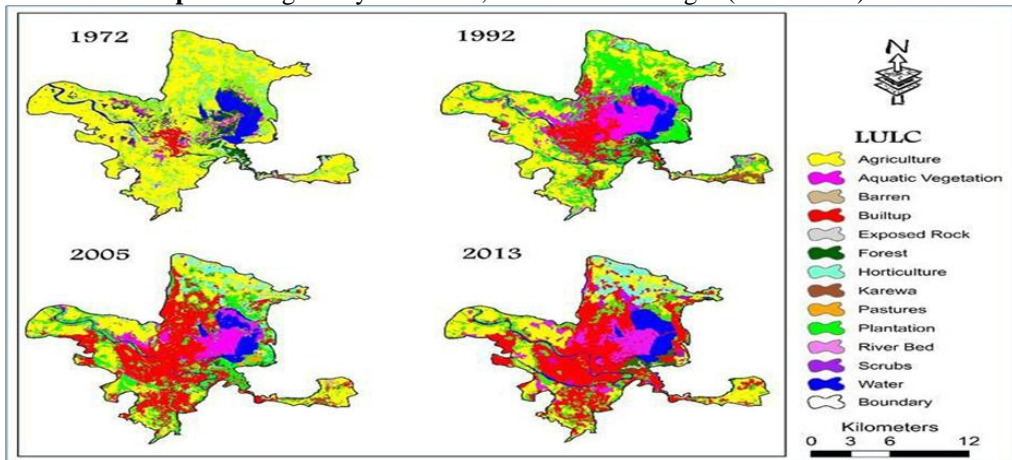 1972
1992
N
LULC
Agriculture
Aquatic Vegetation
Barren
Builtup
Exposed Rock
Forest
Horticulture
Karewa
Pastures
Plantation
River Bed
Scrubs
Water
Boundary
2005
2013
Kilometers
0 3 6 12